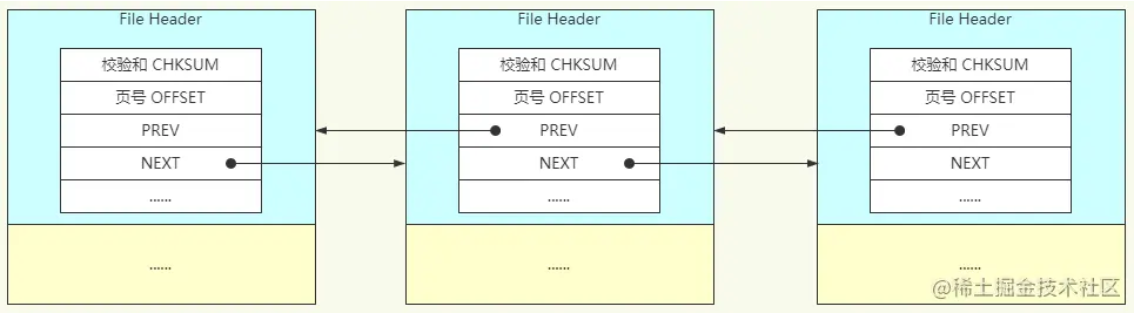 File Header
校验和 CHKSUM
页号 OFFSET
PREV
NEXT
......
......
File Header
校验和 CHKSUM
页号 OFFSET
PREV
NEXT
......
......
File Header
校验和 CHKSUM
页号 OFFSET
PREV
NEXT
......
......
@稀土掘金技术社区